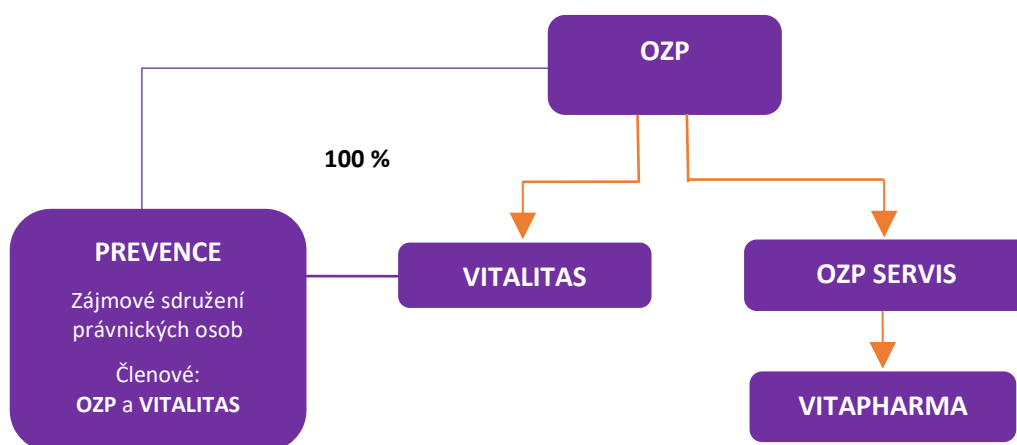 OZP
100 %
PREVENCE
Zájmové sdružení
právnických osob
Členové:
OZP a VITALITAS
VITALITAS
OZP SERVIS
VITAPHARMA